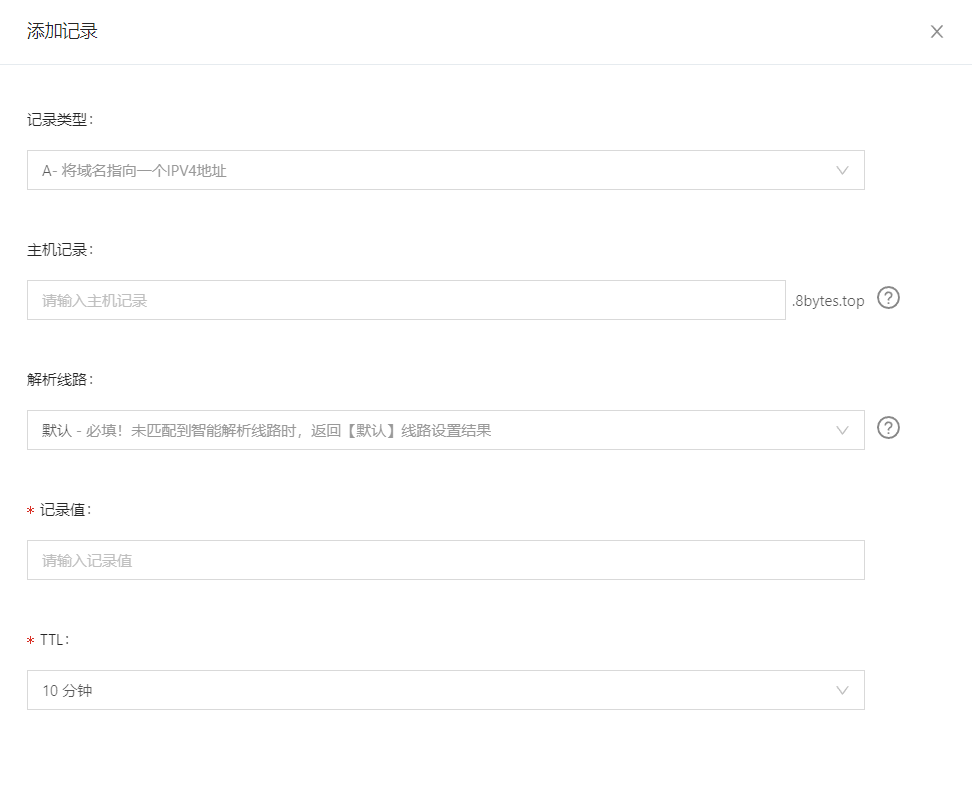 添加记录
记录类型：
A- 将域名指向一个IPV4地址
主机记录：
请输入主机记录
.8bytes.top
解析线路：
默认 - 必填！未匹配到智能解析线路时，返回【默认】线路设置结果
* 记录值：
请输入记录值
* TTL：
10 分钟